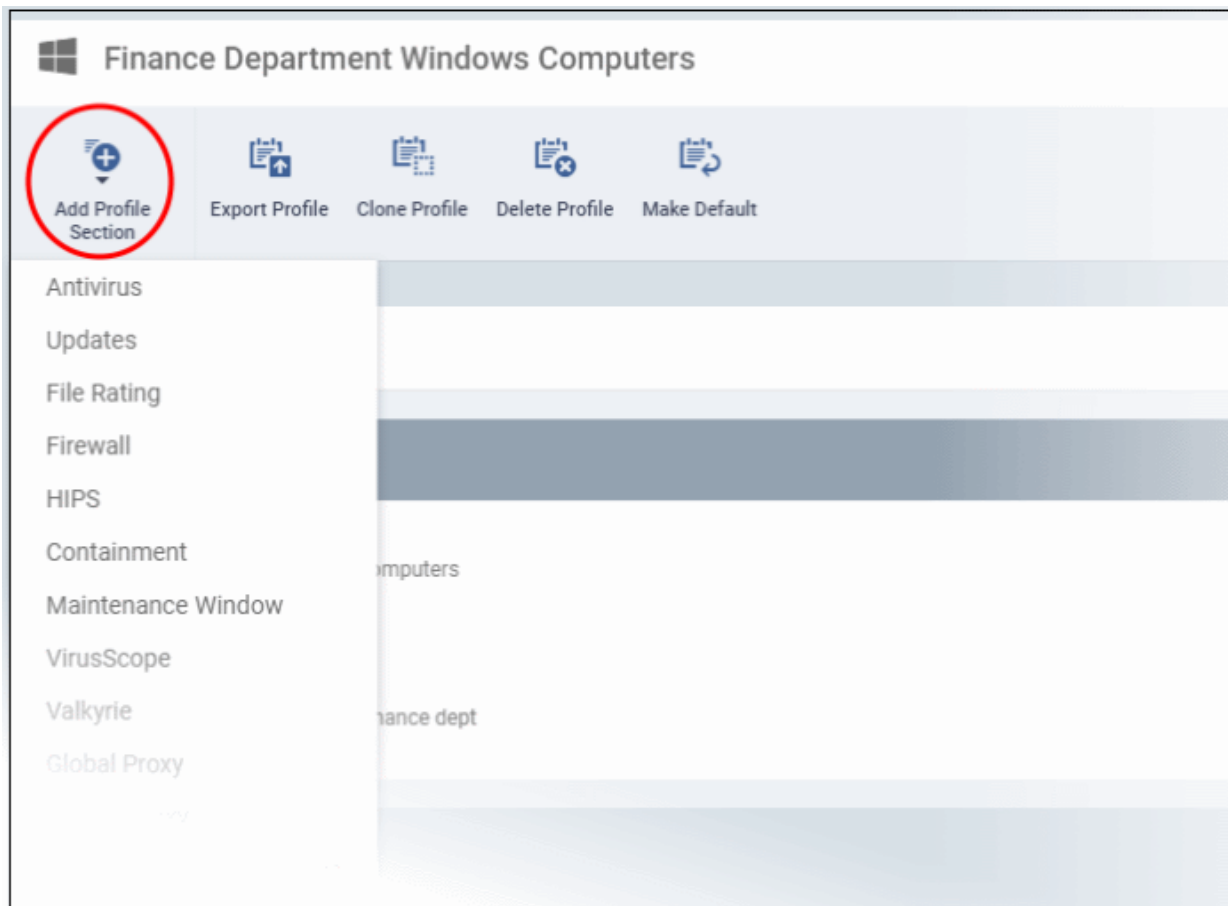 Finance Department Windows Computers
Add Profile
Section
Export Profile
Clone Profile
Delete Profile
Make Default
Antivirus
Updates
File Rating
Firewall
HIPS
Containment
omputers
Maintenance Window
VirusScope
Valkyrie
nance dept
Global Proxy